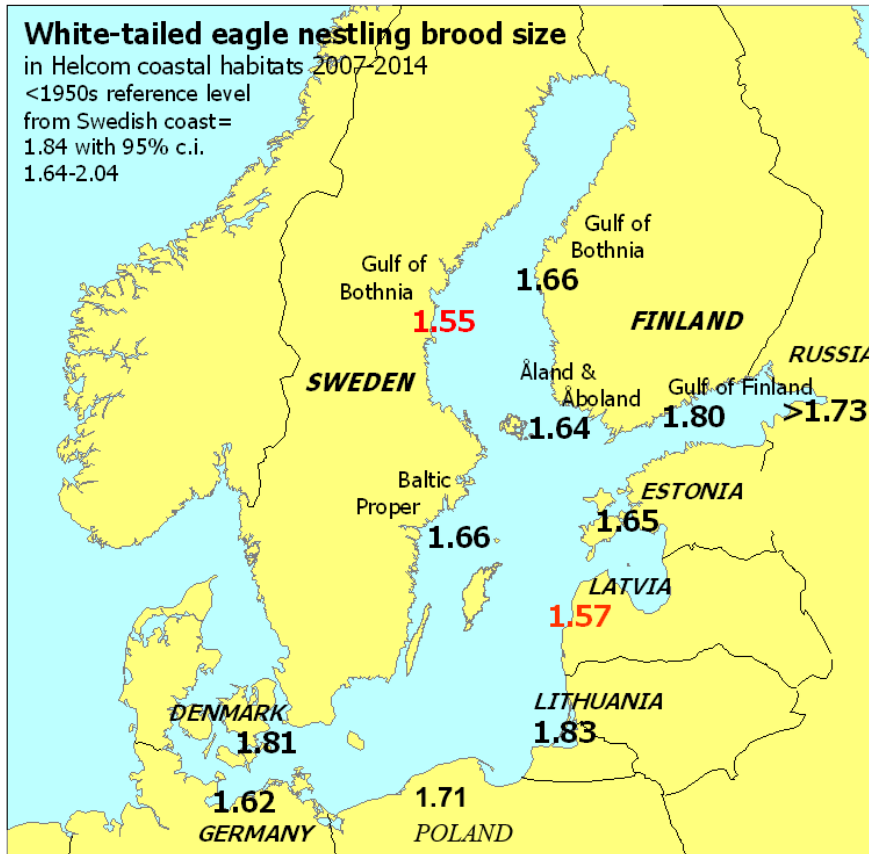 White-tailed eagle nestling brood size
in Helcom coastal habitats 2007-2014
<1950s reference level
from Swedish coast=
1.84 with 95% c.i.
1.64-2.04
Gulf of
Bothnia
1.66
Gulf of
Bothnia
1.55
FINLAND
RUSSIA
SWEDEN
Åland &
Åboland
1.64
Gulf of Finland
1.80
>1.73
Baltic
Proper
1.66
ESTONIA
1.65
LATVIA
1.57
LITHUANIA
1.83
DENMARK
1.81
1.62
GERMANY
1.71
POLAND